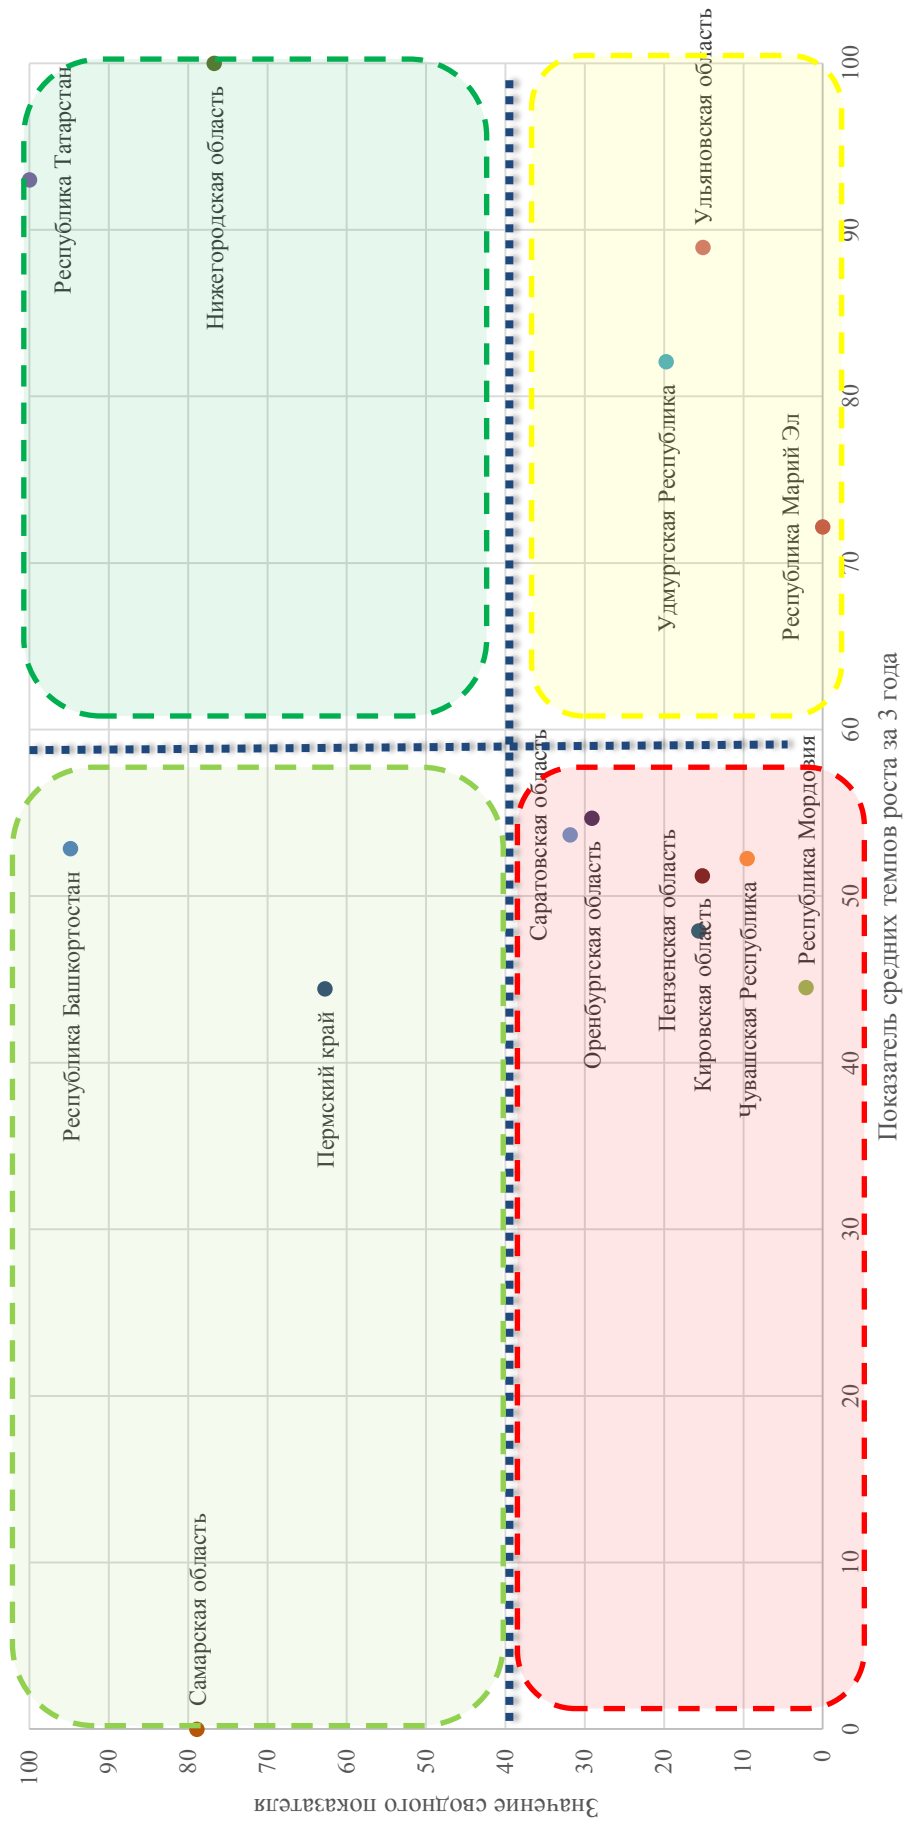 Значение сводного показателя
100
90
80
70
60
50
40
30
20
10
0
Республика Татарстан
Нижегородская область
Республика Башкортостан
Самарская область
Пермский край
Саратовская область
Оренбургская область
Удмуртская Республика
Пензенская область
Ульяновская область
Кировская область
Чувашская Республика
Республика Марий Эл
Республика Мордовия
0
10
20
30
40
50
60
70
80
90
100
Показатель средних темпов роста за 3 года